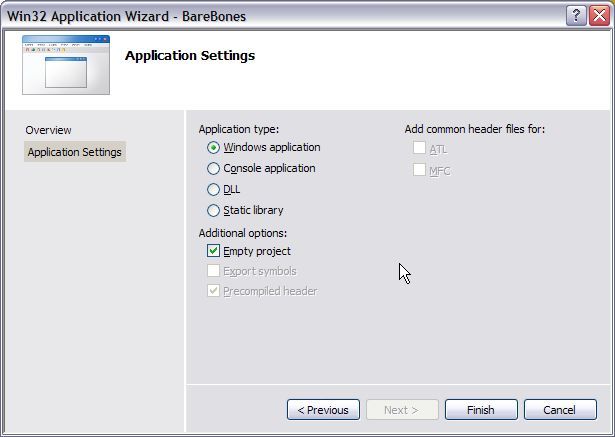 Win32 Application Wizard - BareBones
Application Settings
Overview
Application Settings
Application type:
Windows application
Console application
DLL
Static library
Additional options:
Empty project
Export symbols
Precompiled header
Add common header files for:
ATL
MFC
< Previous
Next >
Finish
Cancel